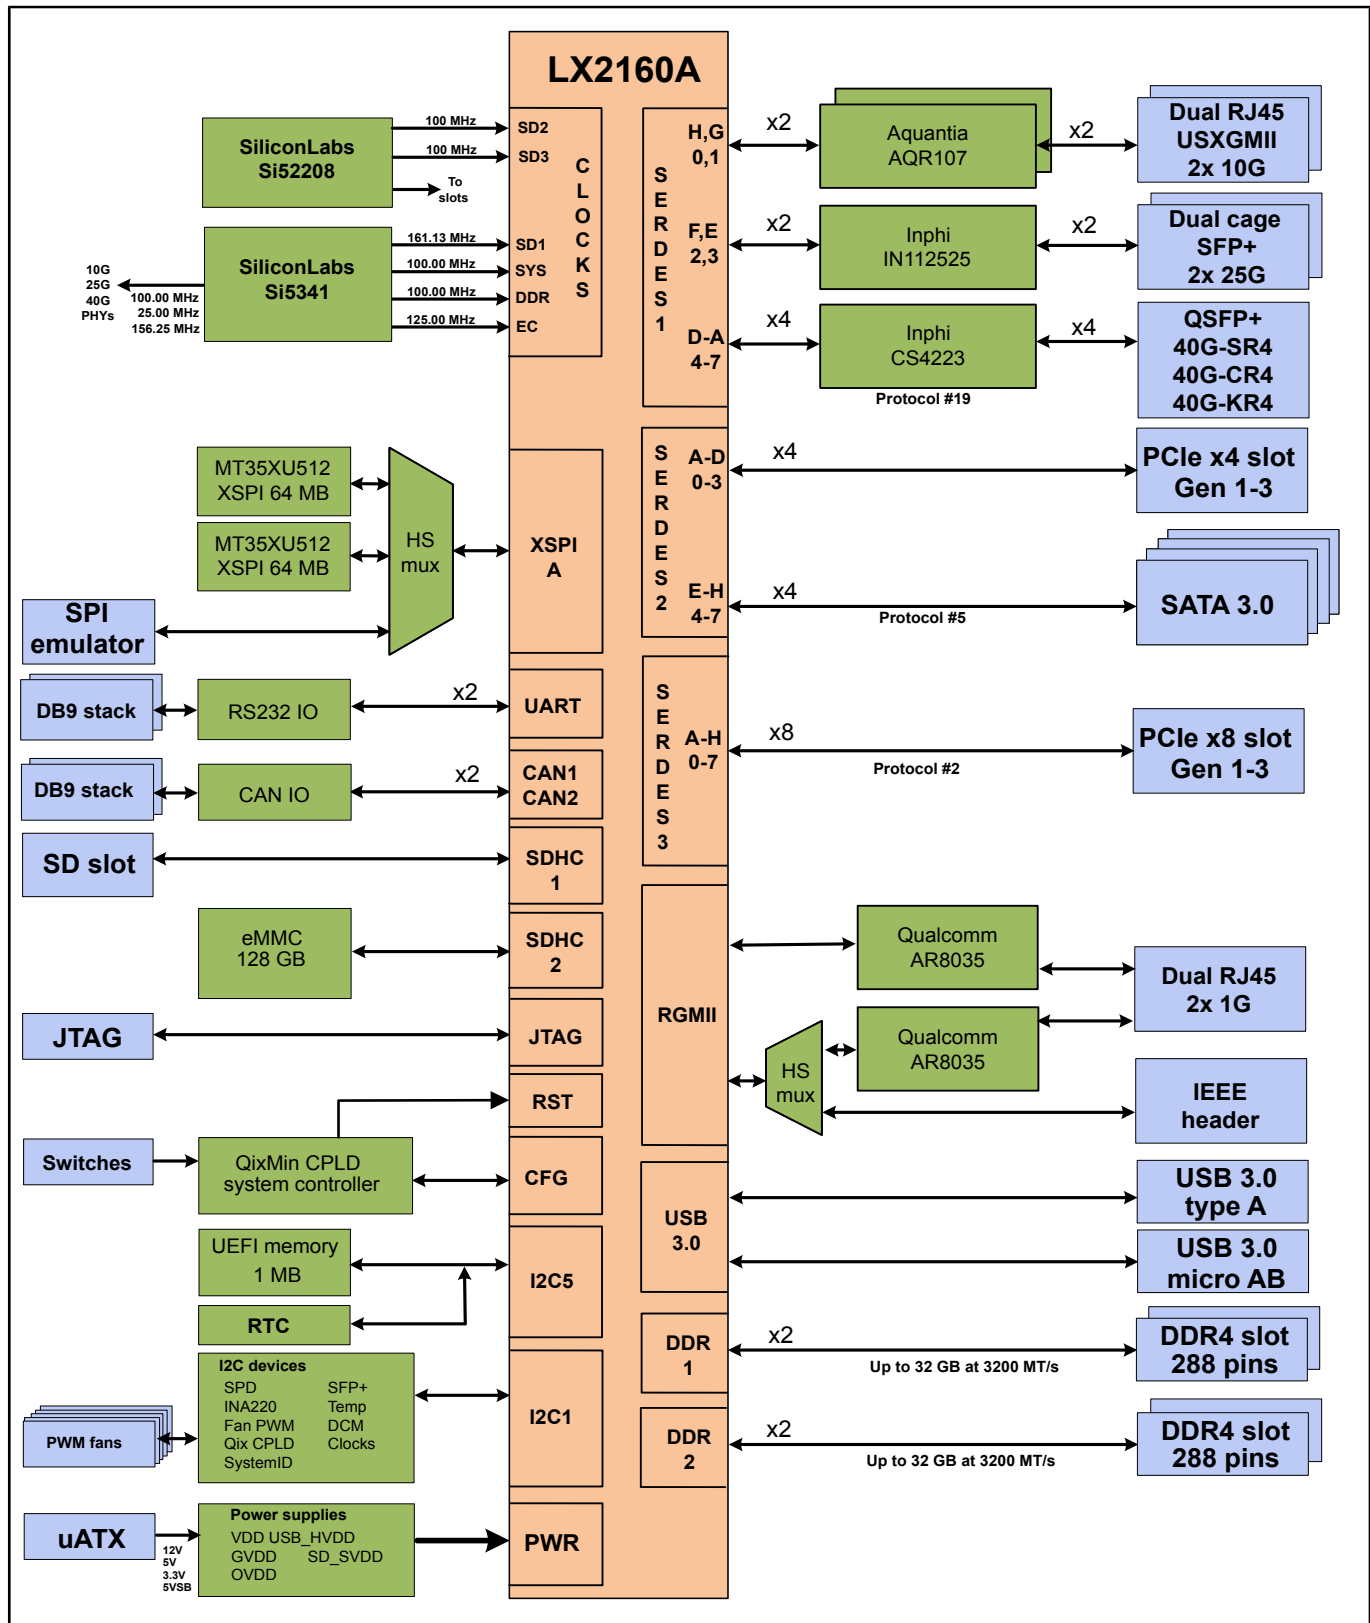 LX2160A
SiliconLabs
Si52208
100 MHz
100 MHz
To
slots
SD2
SD3
SiliconLabs
Si5341
161.13 MHz
100.00 MHz
100.00 MHz
125.00 MHz
SD1
SYS
DDR
EC
CLOCKS
10G
25G
40G
PHYs
100.00 MHz
25.00 MHz
156.25 MHz
MT35XU512
XSPI 64 MB
MT35XU512
XSPI 64 MB
HS
mux
XSPI
A
SPI
emulator
DB9 stack
RS232 IO
x2
UART
DB9 stack
CAN IO
x2
CAN1
CAN2
SD slot
SDHC
1
eMMC
128 GB
SDHC
2
JTAG
JTAG
RST
Switches
QixMin CPLD
system controller
CFG
UEFI memory
1 MB
RTC
I2C5
I2C devices
SPD SFP+
INA220 Temp
Fan PWM DCM
Qix CPLD Clocks
SystemID
PWM fans
I2C1
uATX
12V
5V
3.3V
5VSB
Power supplies
VDD USB_HVDD
GVDD SD_SVDD
OVDD
PWR
SERDES1
H,G
0,1
x2
Aquantia
AQR107
x2
Dual RJ45
USXGMII
2x 10G
F,E
2,3
x2
Inphi
IN112525
x2
Dual cage
SFP+
2x 25G
D-A
4-7
x4
Inphi
CS4223
Protocol #19
x4
QSFP+
40G-SR4
40G-CR4
40G-KR4
SERDES2
A-D
0-3
x4
PCIe x4 slot
Gen 1-3
E-H
4-7
x4
Protocol #5
SATA 3.0
SERDES3
A-H
0-7
x8
Protocol #2
PCIe x8 slot
Gen 1-3
RGMII
Qualcomm
AR8035
Qualcomm
AR8035
HS
mux
Dual RJ45
2x 1G
IEEE
header
USB
3.0
USB 3.0
type A
USB 3.0
micro AB
DDR
1
x2
Up to 32 GB at 3200 MT/s
DDR4 slot
288 pins
DDR
2
x2
Up to 32 GB at 3200 MT/s
DDR4 slot
288 pins